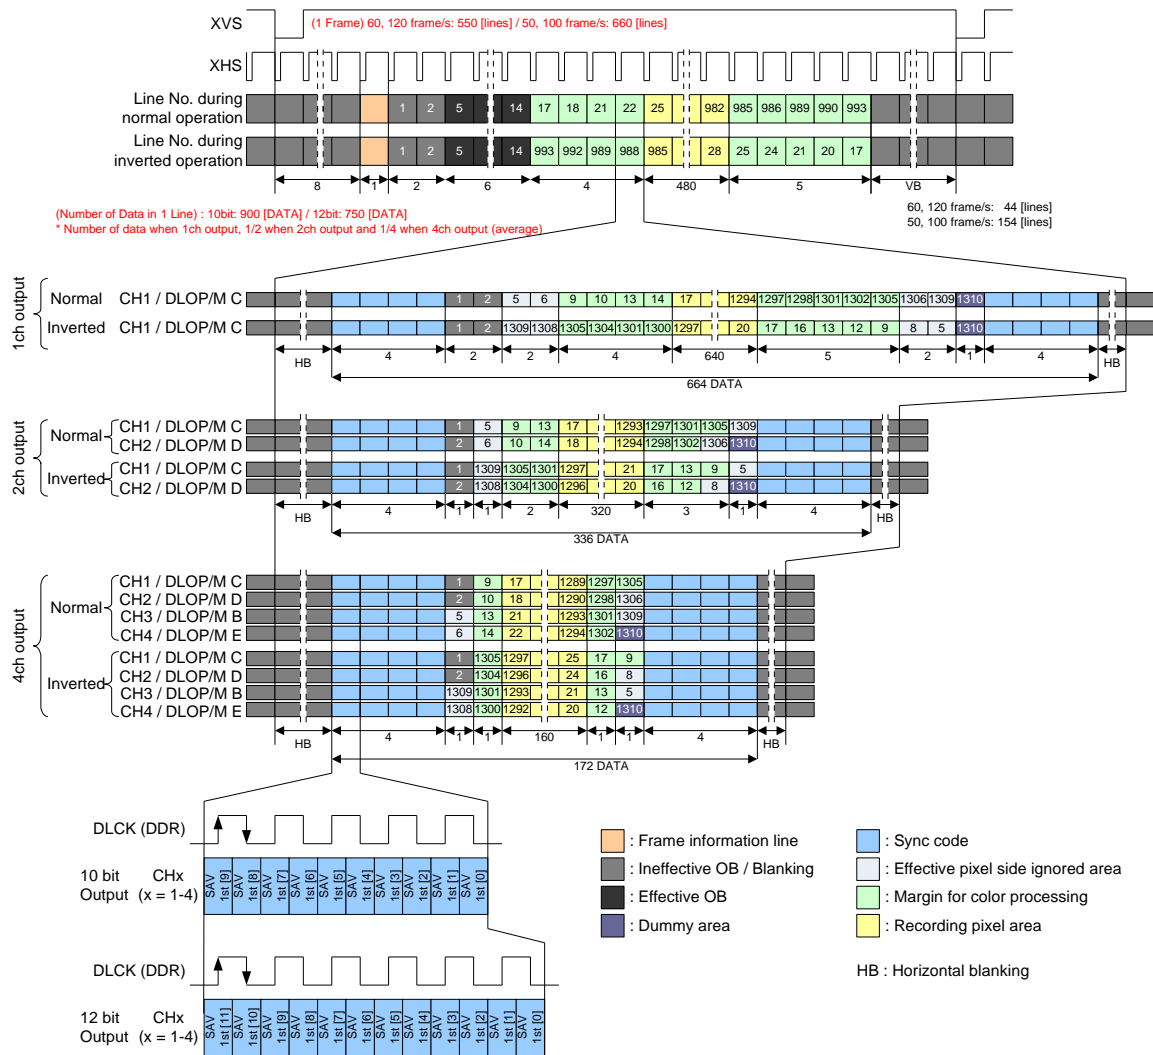 XVS
(1 Frame) 60, 120 frame/s: 550 [lines] / 50, 100 frame/s: 660 [lines]
XHS
Line No. during normal operation
1 2 5 14 17 18 21 22 25 982 985 986 989 990 993
Line No. during inverted operation
1 2 5 14 993 992 989 988 985 28 25 24 21 20 17
8 1 2 6 4 480 5 VB
60, 120 frame/s: 44 [lines]
50, 100 frame/s: 154 [lines]
(Number of Data in 1 Line) : 10bit: 900 [DATA] / 12bit: 750 [DATA]
* Number of data when 1ch output, 1/2 when 2ch output and 1/4 when 4ch output (average)
1ch output
Normal CH1 / DLOP/M C 1 2 5 6 9 10 13 14 17 1294 1297 1298 1301 1302 1305 1306 1309 1310
Inverted CH1 / DLOP/M C 1 2 1309 1308 1305 1304 1301 1300 1297 20 17 16 13 12 9 8 5 1310
HB 4 2 2 4 640 5 2 1 4 HB
664 DATA
2ch output
Normal
CH1 / DLOP/M C 1 5 9 13 17 1293 1297 1301 1305 1309
CH2 / DLOP/M D 2 6 10 14 18 1294 1298 1302 1306 1310
Inverted
CH1 / DLOP/M C 1 1309 1305 1301 1297 21 17 13 9 5
CH2 / DLOP/M D 2 1308 1304 1300 1296 20 16 12 8 1310
HB 4 1 1 2 320 3 1 4 HB
336 DATA
4ch output
Normal
CH1 / DLOP/M C 1 9 17 1289 1297 1305
CH2 / DLOP/M D 2 10 18 1290 1298 1306
CH3 / DLOP/M B 5 13 21 1293 1301 1309
CH4 / DLOP/M E 6 14 22 1294 1302 1310
Inverted
CH1 / DLOP/M C 1 1305 1297 25 17 9
CH2 / DLOP/M D 2 1304 1296 24 16 8
CH3 / DLOP/M B 1309 1301 1293 21 13 5
CH4 / DLOP/M E 1308 1300 1292 20 12 1310
HB 4 1 1 160 1 1 4 HB
172 DATA
DLCK (DDR)
10 bit Output CHx (x = 1-4)
SAV 1st [9] SAV 1st [8] SAV 1st [7] SAV 1st [6] SAV 1st [5] SAV 1st [4] SAV 1st [3] SAV 1st [2] SAV 1st [1] SAV 1st [0]
DLCK (DDR)
12 bit Output CHx (x = 1-4)
SAV 1st [11] SAV 1st [10] SAV 1st [9] SAV 1st [8] SAV 1st [7] SAV 1st [6] SAV 1st [5] SAV 1st [4] SAV 1st [3] SAV 1st [2] SAV 1st [1] SAV 1st [0]
: Frame information line
: Ineffective OB / Blanking
: Effective OB
: Dummy area
: Sync code
: Effective pixel side ignored area
: Margin for color processing
: Recording pixel area
HB : Horizontal blanking